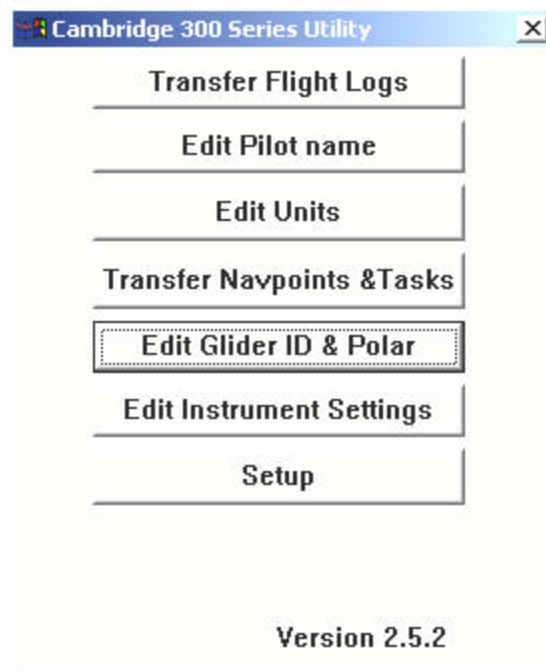 Cambridge 300 Series Utility
Transfer Flight Logs
Edit Pilot name
Edit Units
Transfer Navpoints &Tasks
Edit Glider ID & Polar
Edit Instrument Settings
Setup
Version 2.5.2